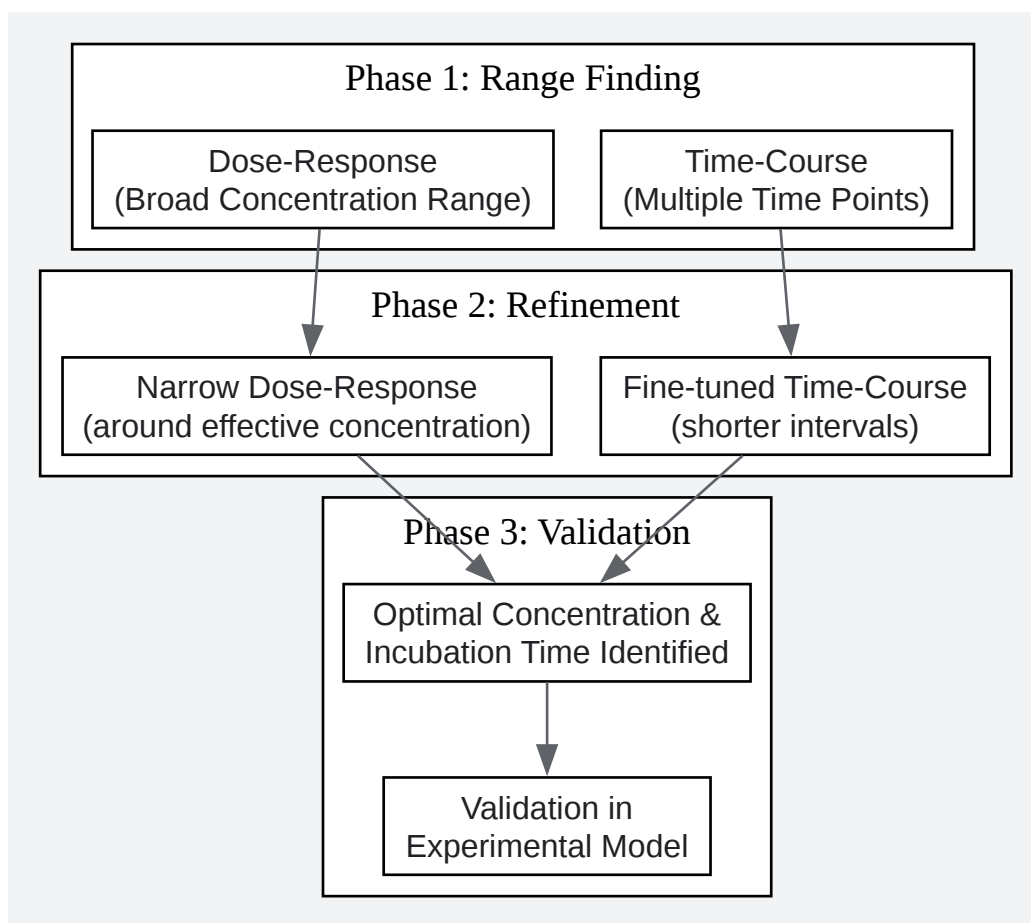 Phase 1: Range Finding
Dose-Response
(Broad Concentration Range)
Time-Course
(Multiple Time Points)
Phase 2: Refinement
Narrow Dose-Response
(around effective concentration)
Fine-tuned Time-Course
(shorter intervals)
Phase 3: Validation
Optimal Concentration &
Incubation Time Identified
Validation in
Experimental Model